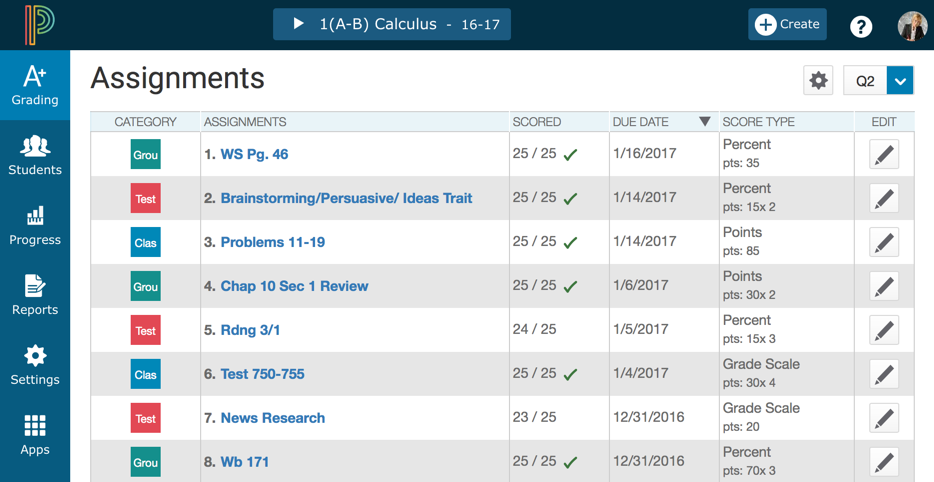 1(A-B) Calculus - 16-17
Create
?
A+
Grading
Students
Progress
Reports
Settings
Apps
Assignments
Q2
CATEGORY ASSIGNMENTS SCORED DUE DATE SCORE TYPE EDIT
Grou 1. WS Pg. 46 25 / 25 1/16/2017 Percent
pts: 35
Test 2. Brainstorming/Persuasive/ Ideas Trait 25 / 25 1/14/2017 Percent
pts: 15x 2
Clas 3. Problems 11-19 25 / 25 1/14/2017 Points
pts: 85
Grou 4. Chap 10 Sec 1 Review 25 / 25 1/6/2017 Points
pts: 30x 2
Test 5. Rdng 3/1 24 / 25 1/5/2017 Percent
pts: 15x 3
Clas 6. Test 750-755 25 / 25 1/4/2017 Grade Scale
pts: 30x 4
Test 7. News Research 23 / 25 12/31/2016 Grade Scale
pts: 20
Grou 8. Wb 171 25 / 25 12/31/2016 Percent
pts: 70x 3